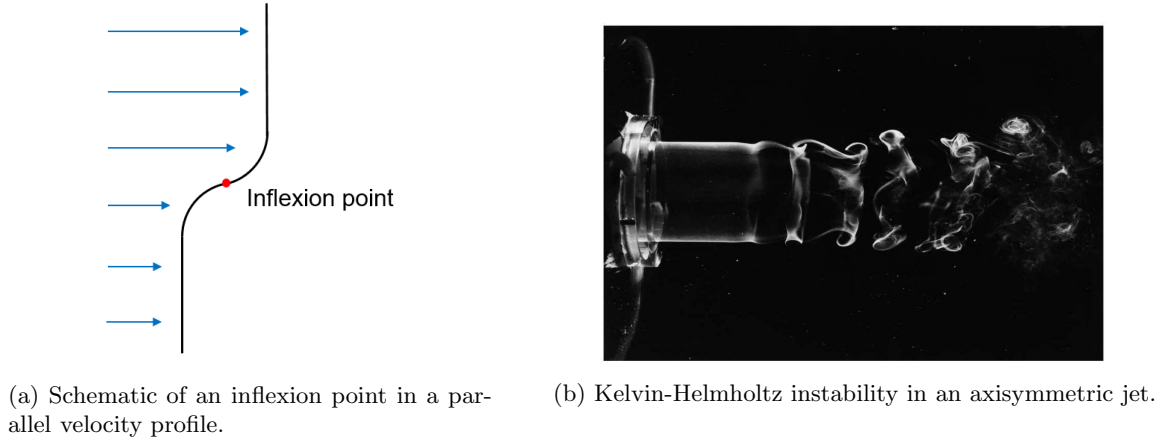 Inflexion point
(a) Schematic of an inflexion point in a par-
allel velocity profile.
(b) Kelvin-Helmholtz instability in an axisymmetric jet.